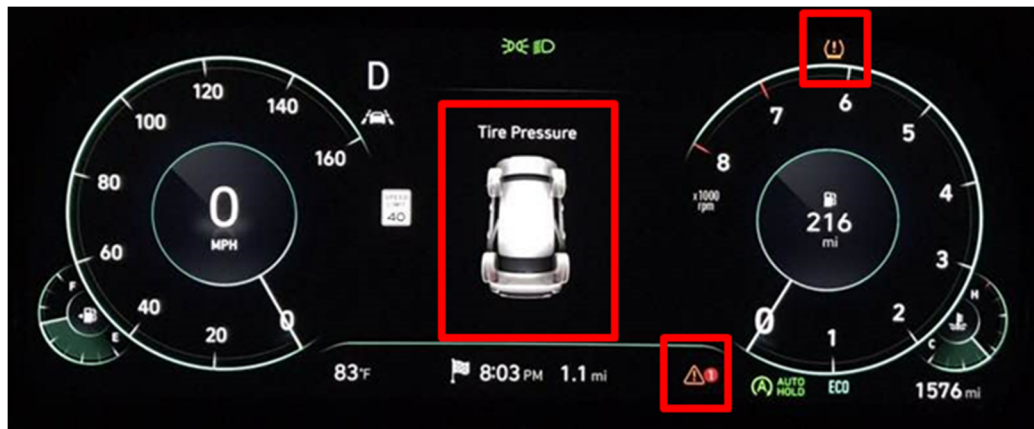 120
140
100
160
80
60
40
20
0
0
MPH
F
E
D
SPEED
LIMIT
40
Tire Pressure
!
8
7
6
5
4
3
2
1
0
x1000
rpm
216
mi
H
C
83°F
8:03 PM 1.1 mi
! 1
A AUTO
HOLD
ECO
1576 mi